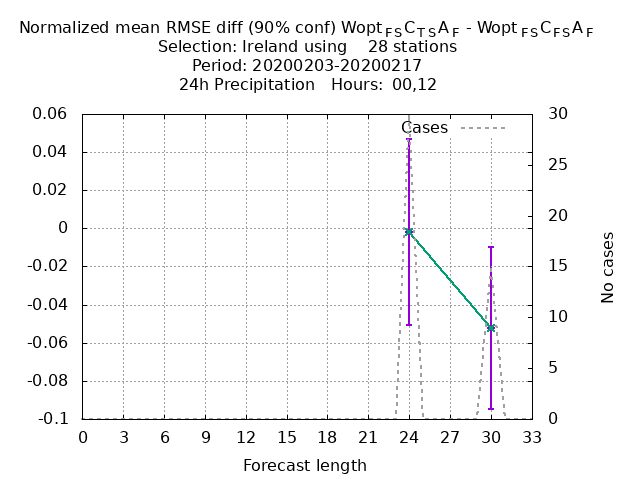 Normalized mean RMSE diff (90% conf) Wopt FS C TS A F - Wopt FS C FS A F
Selection: Ireland using 28 stations
Period: 20200203-20200217
24h Precipitation Hours: 00,12
Cases
0.06
0.04
0.02
0
-0.02
-0.04
-0.06
-0.08
-0.1
30
25
20
15
10
5
0
No cases
0 3 6 9 12 15 18 21 24 27 30 33
Forecast length